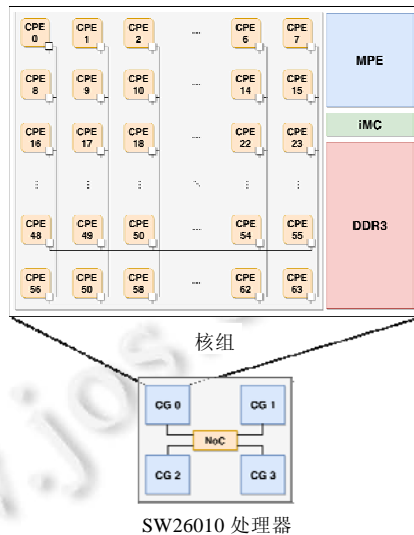 CPE 0 CPE 1 CPE 2 .... CPE 6 CPE 7
MPE
CPE 8 CPE 9 CPE 10 .... CPE 14 CPE 15
iMC
CPE 16 CPE 17 CPE 18 .... CPE 22 CPE 23
DDR3
CPE 48 CPE 49 CPE 50 .... CPE 54 CPE 55
CPE 56 CPE 50 CPE 58 .... CPE 62 CPE 63
核组
CG 0 CG 1
NoC
CG 2 CG 3
SW26010 处理器